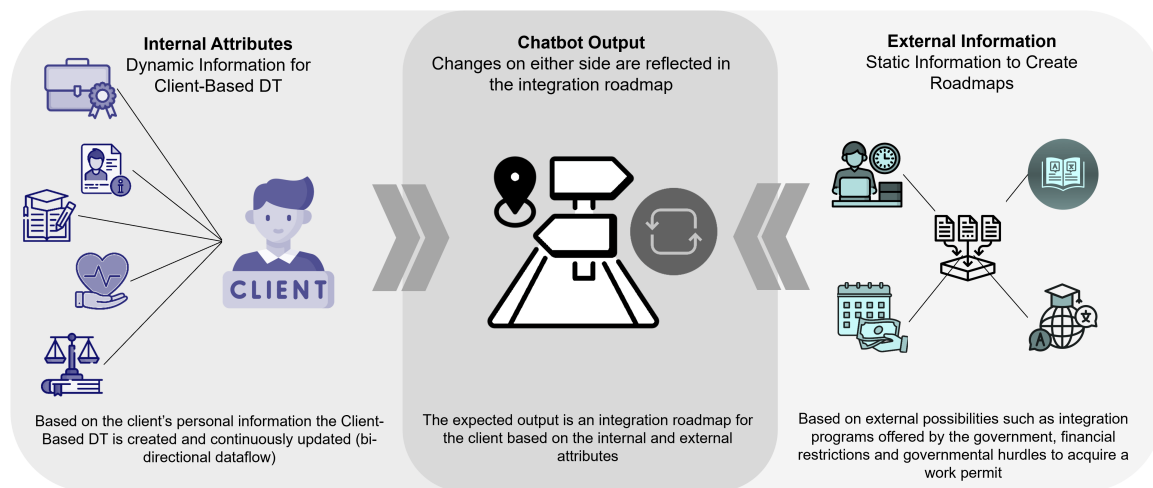 Internal Attributes
Dynamic Information for
Client-Based DT
CLIENT
Based on the client's personal information the Client-
Based DT is created and continuously updated (bi-
directional dataflow)
Chatbot Output
Changes on either side are reflected in
the integration roadmap
The expected output is an integration roadmap for
the client based on the internal and external
attributes
External Information
Static Information to Create
Roadmaps
A 文
A
文
Based on external possibilities such as integration
programs offered by the government, financial
restrictions and governmental hurdles to acquire a
work permit